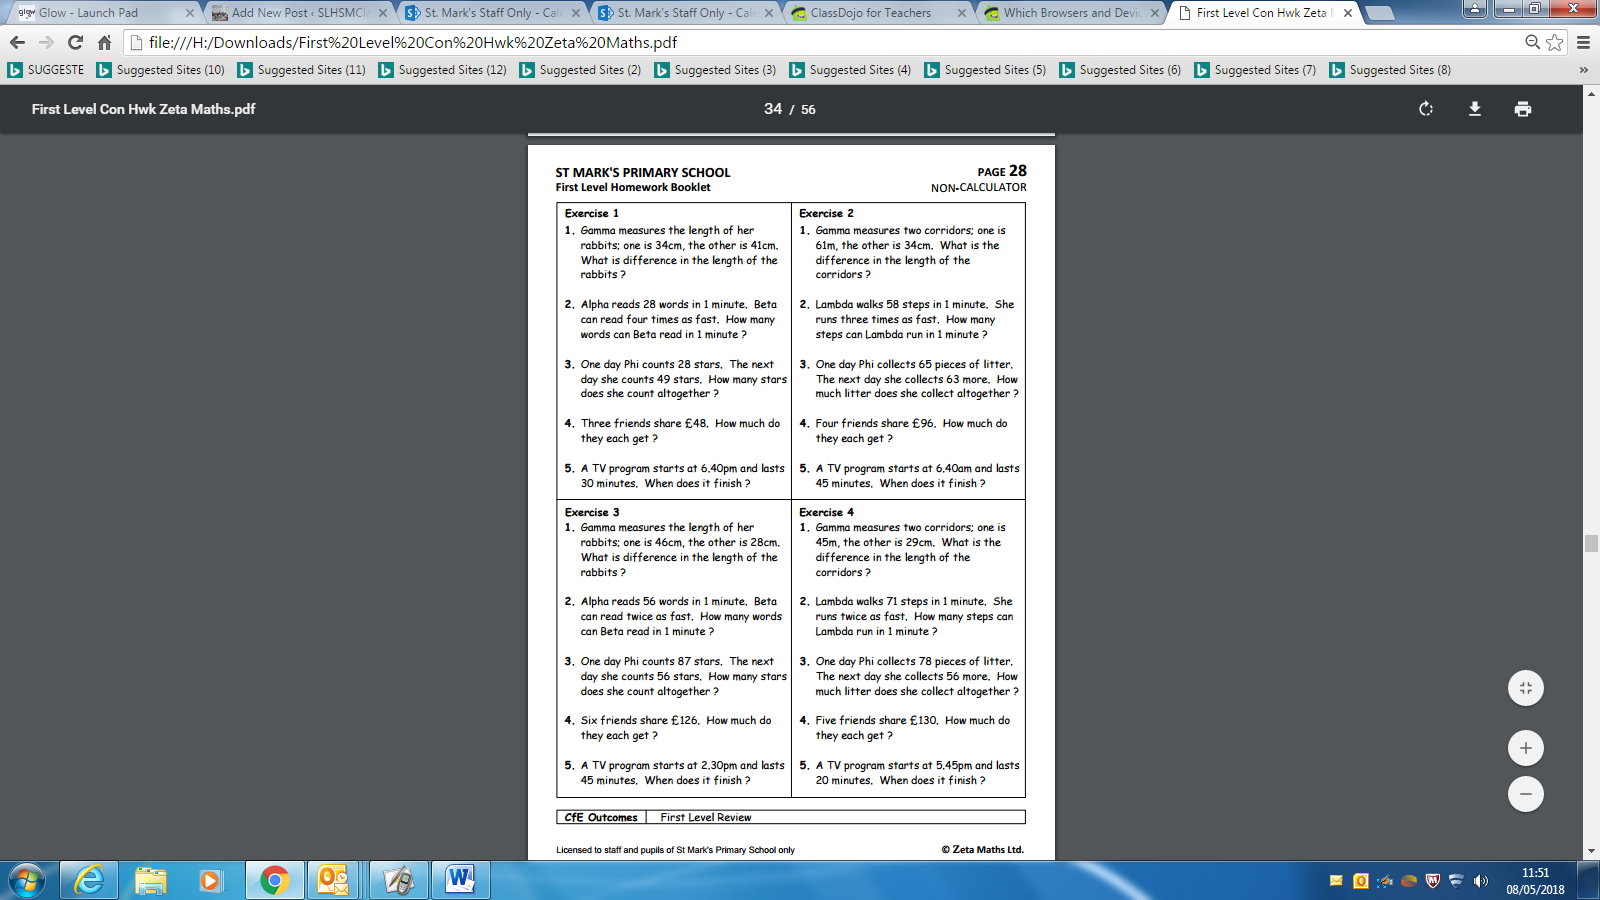 Glow - Launch Pad
Add New Post ‹ SLHSMCla
St. Mark's Staff Only - Cale
St. Mark's Staff Only - Cale
ClassDojo for Teachers
Which Browsers and Devic
First Level Con Hwk Zeta M
file:///H:/Downloads/First%20Level%20Con%20Hwk%20Zeta%20Maths.pdf
SUGGESTE
Suggested Sites (10)
Suggested Sites (11)
Suggested Sites (12)
Suggested Sites (2)
Suggested Sites (3)
Suggested Sites (4)
Suggested Sites (5)
Suggested Sites (6)
Suggested Sites (7)
Suggested Sites (8)
»
First Level Con Hwk Zeta Maths.pdf
34 / 56
ST MARK'S PRIMARY SCHOOL
First Level Homework Booklet
PAGE 28
NON-CALCULATOR
Exercise 1
1. Gamma measures the length of her
rabbits; one is 34cm, the other is 41cm.
What is difference in the length of the
rabbits ?
2. Alpha reads 28 words in 1 minute. Beta
can read four times as fast. How many
words can Beta read in 1 minute ?
3. One day Phi counts 28 stars. The next
day she counts 49 stars. How many stars
does she count altogether ?
4. Three friends share £48. How much do
they each get ?
5. A TV program starts at 6.40pm and lasts
30 minutes. When does it finish ?
Exercise 2
1. Gamma measures two corridors; one is
61m, the other is 34cm. What is the
difference in the length of the
corridors ?
2. Lambda walks 58 steps in 1 minute. She
runs three times as fast. How many
steps can Lambda run in 1 minute ?
3. One day Phi collects 65 pieces of litter.
The next day she collects 63 more. How
much litter does she collect altogether ?
4. Four friends share £96. How much do
they each get ?
5. A TV program starts at 6.40am and lasts
45 minutes. When does it finish ?
Exercise 3
1. Gamma measures the length of her
rabbits; one is 46cm, the other is 28cm.
What is difference in the length of the
rabbits ?
2. Alpha reads 56 words in 1 minute. Beta
can read twice as fast. How many words
can Beta read in 1 minute ?
3. One day Phi counts 87 stars. The next
day she counts 56 stars. How many stars
does she count altogether ?
4. Six friends share £126. How much do
they each get ?
5. A TV program starts at 2.30pm and lasts
45 minutes. When does it finish ?
Exercise 4
1. Gamma measures two corridors; one is
45m, the other is 29cm. What is the
difference in the length of the
corridors ?
2. Lambda walks 71 steps in 1 minute. She
runs twice as fast. How many steps can
Lambda run in 1 minute ?
3. One day Phi collects 78 pieces of litter.
The next day she collects 56 more. How
much litter does she collect altogether ?
4. Five friends share £130. How much do
they each get ?
5. A TV program starts at 5.45pm and lasts
20 minutes. When does it finish ?
CfE Outcomes First Level Review
Licensed to staff and pupils of St Mark's Primary School only
© Zeta Maths Ltd.
11:51
08/05/2018